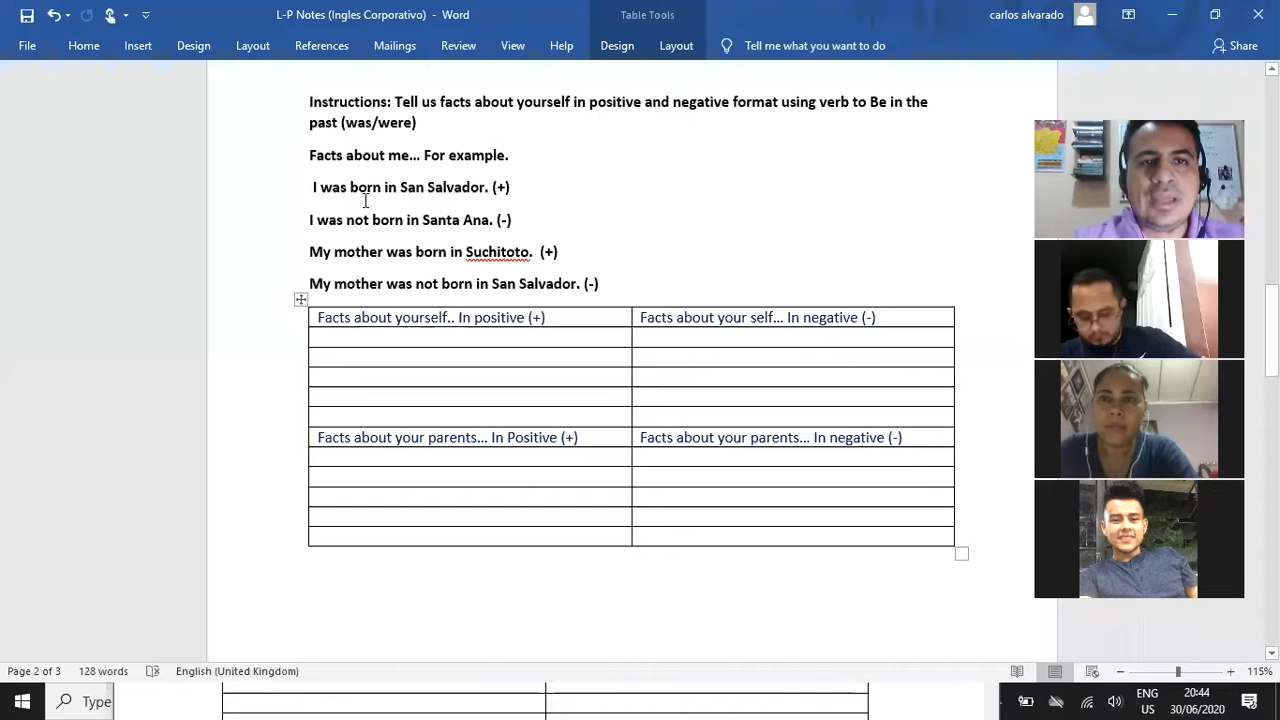 L-P Notes (Ingles Corporativo) - Word
Table Tools
carlos alvarado
File Home Insert Design Layout References Mailings Review View Help Design Layout Tell me what you want to do Share
Instructions: Tell us facts about yourself in positive and negative format using verb to Be in the
past (was/were)
Facts about me... For example.
I was born in San Salvador. (+)
I was not born in Santa Ana. (-)
My mother was born in Suchitoto. (+)
My mother was not born in San Salvador. (-)
Facts about yourself.. In positive (+) Facts about your self... In negative (-)
Facts about your parents... In Positive (+) Facts about your parents... In negative (-)
Page 2 of 3 128 words English (United Kingdom) 115%
Type
ENG
US
20:44
30/06/2020